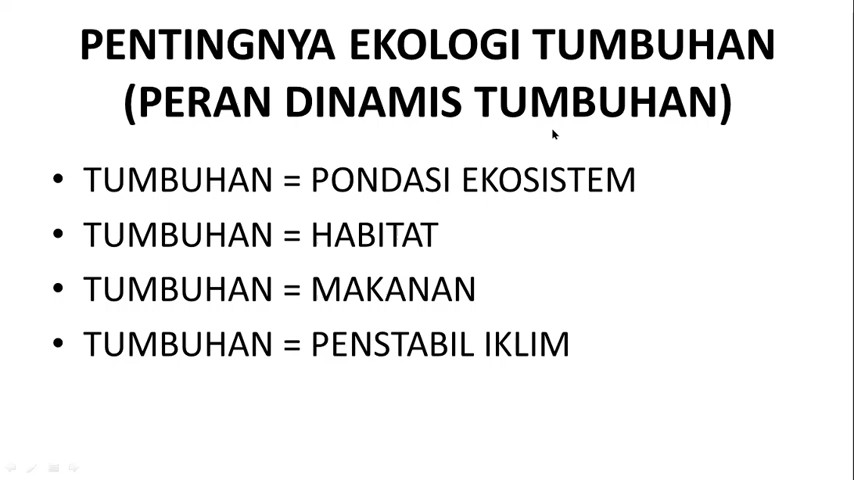 PENTINGNYA EKOLOGI TUMBUHAN
(PERAN DINAMIS TUMBUHAN)
• TUMBUHAN = PONDASI EKOSISTEM
• TUMBUHAN = HABITAT
• TUMBUHAN = MAKANAN
• TUMBUHAN = PENSTABIL IKLIM